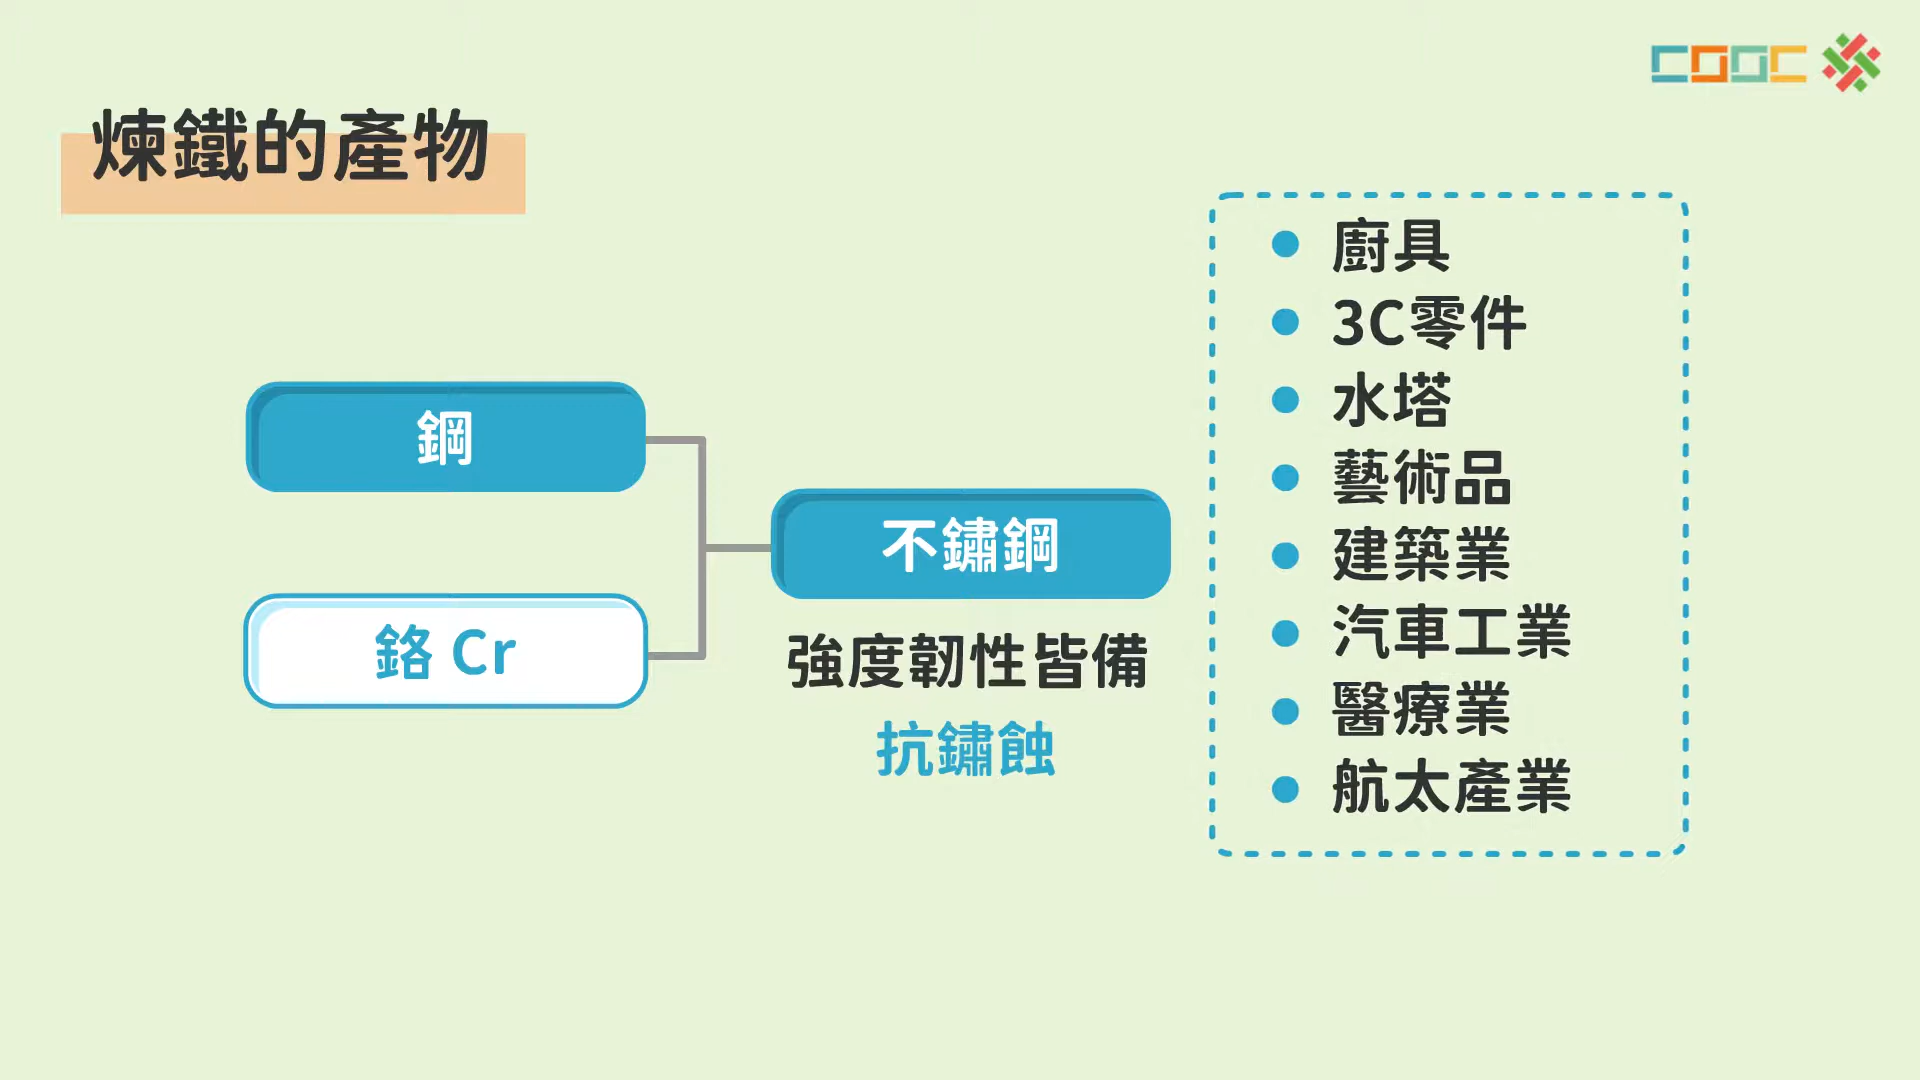 COOC
煉鐵的產物
鋼
鉻 Cr
不鏽鋼
強度韌性皆備
抗鏽蝕
廚具
3C零件
水塔
藝術品
建築業
汽車工業
醫療業
航太產業